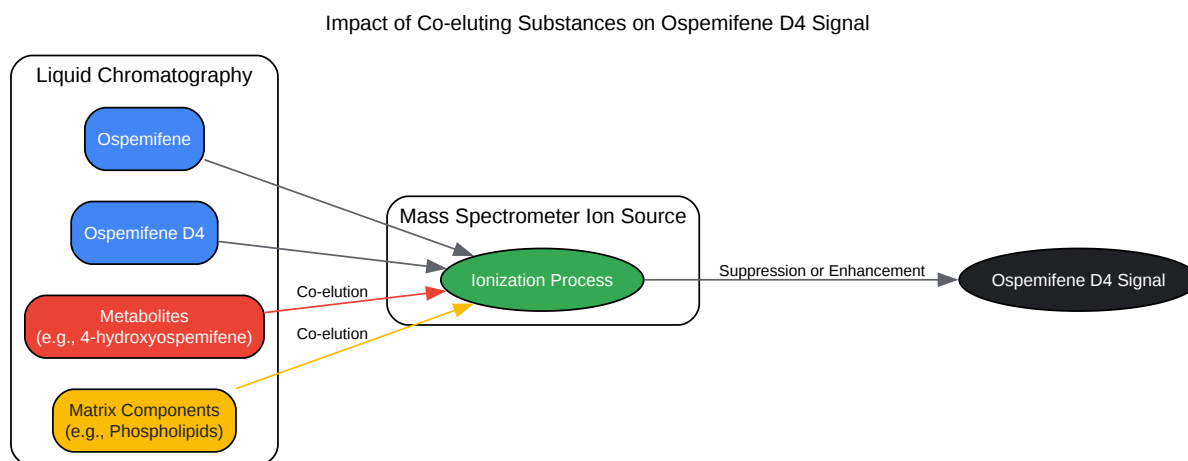 Impact of Co-eluting Substances on Ospemifene D4 Signal
Liquid Chromatography
Ospemifene
Ospemifene D4
Metabolites
(e.g., 4-hydroxyospemifene)
Matrix Components
(e.g., Phospholipids)
Co-elution
Co-elution
Mass Spectrometer Ion Source
Ionization Process
Suppression or Enhancement
Ospemifene D4 Signal